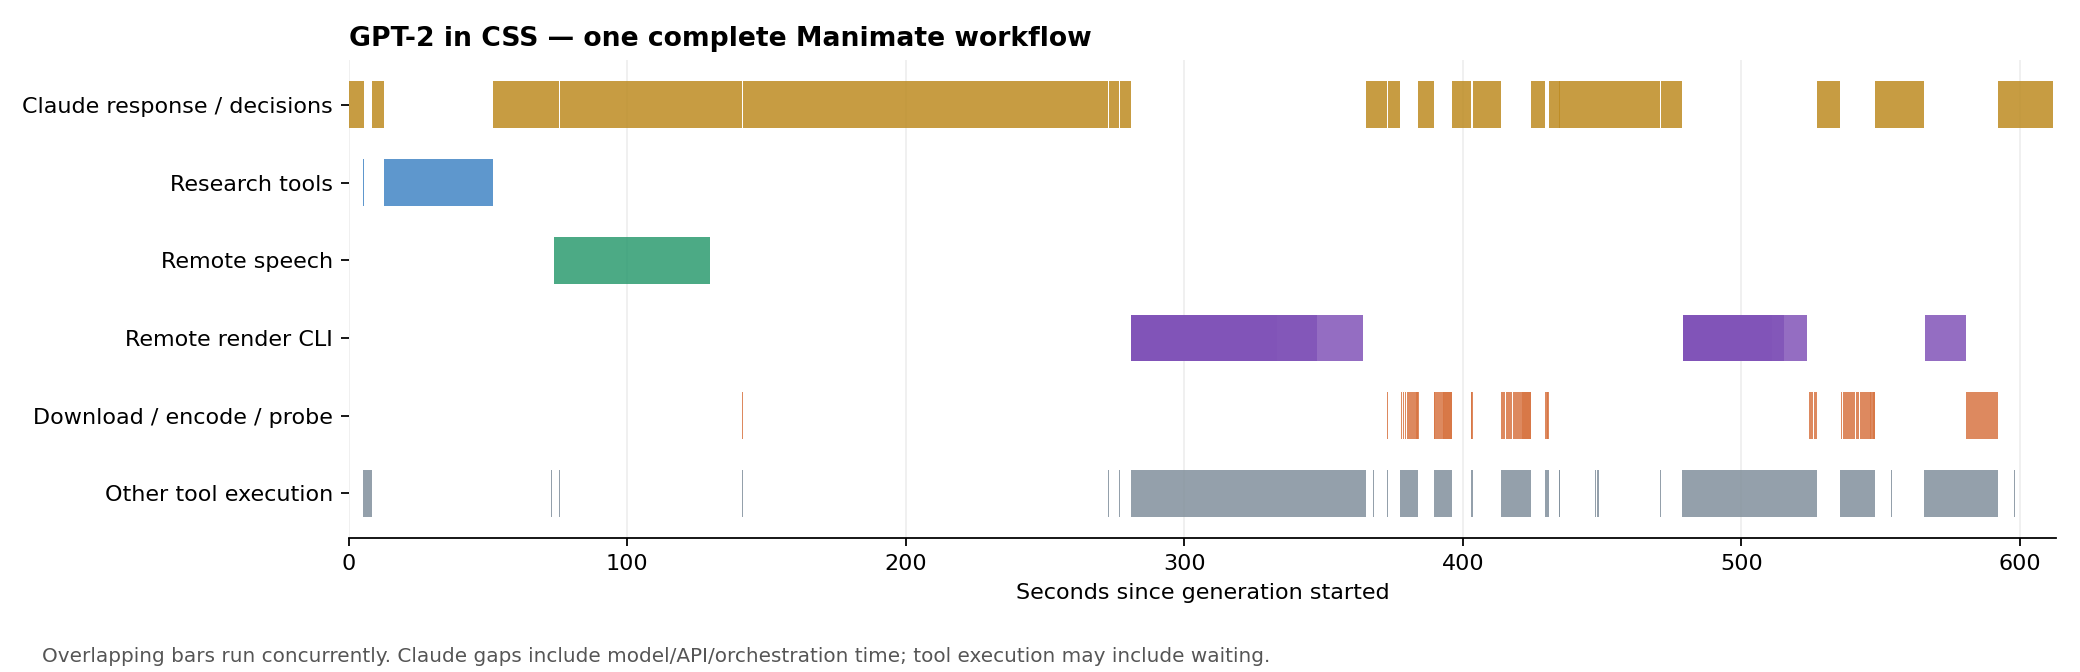 GPT-2 in CSS — one complete Manimate workflow
Claude response / decisions
Research tools
Remote speech
Remote render CLI
Download / encode / probe
Other tool execution
0 100 200 300 400 500 600
Seconds since generation started
Overlapping bars run concurrently. Claude gaps include model/API/orchestration time; tool execution may include waiting.